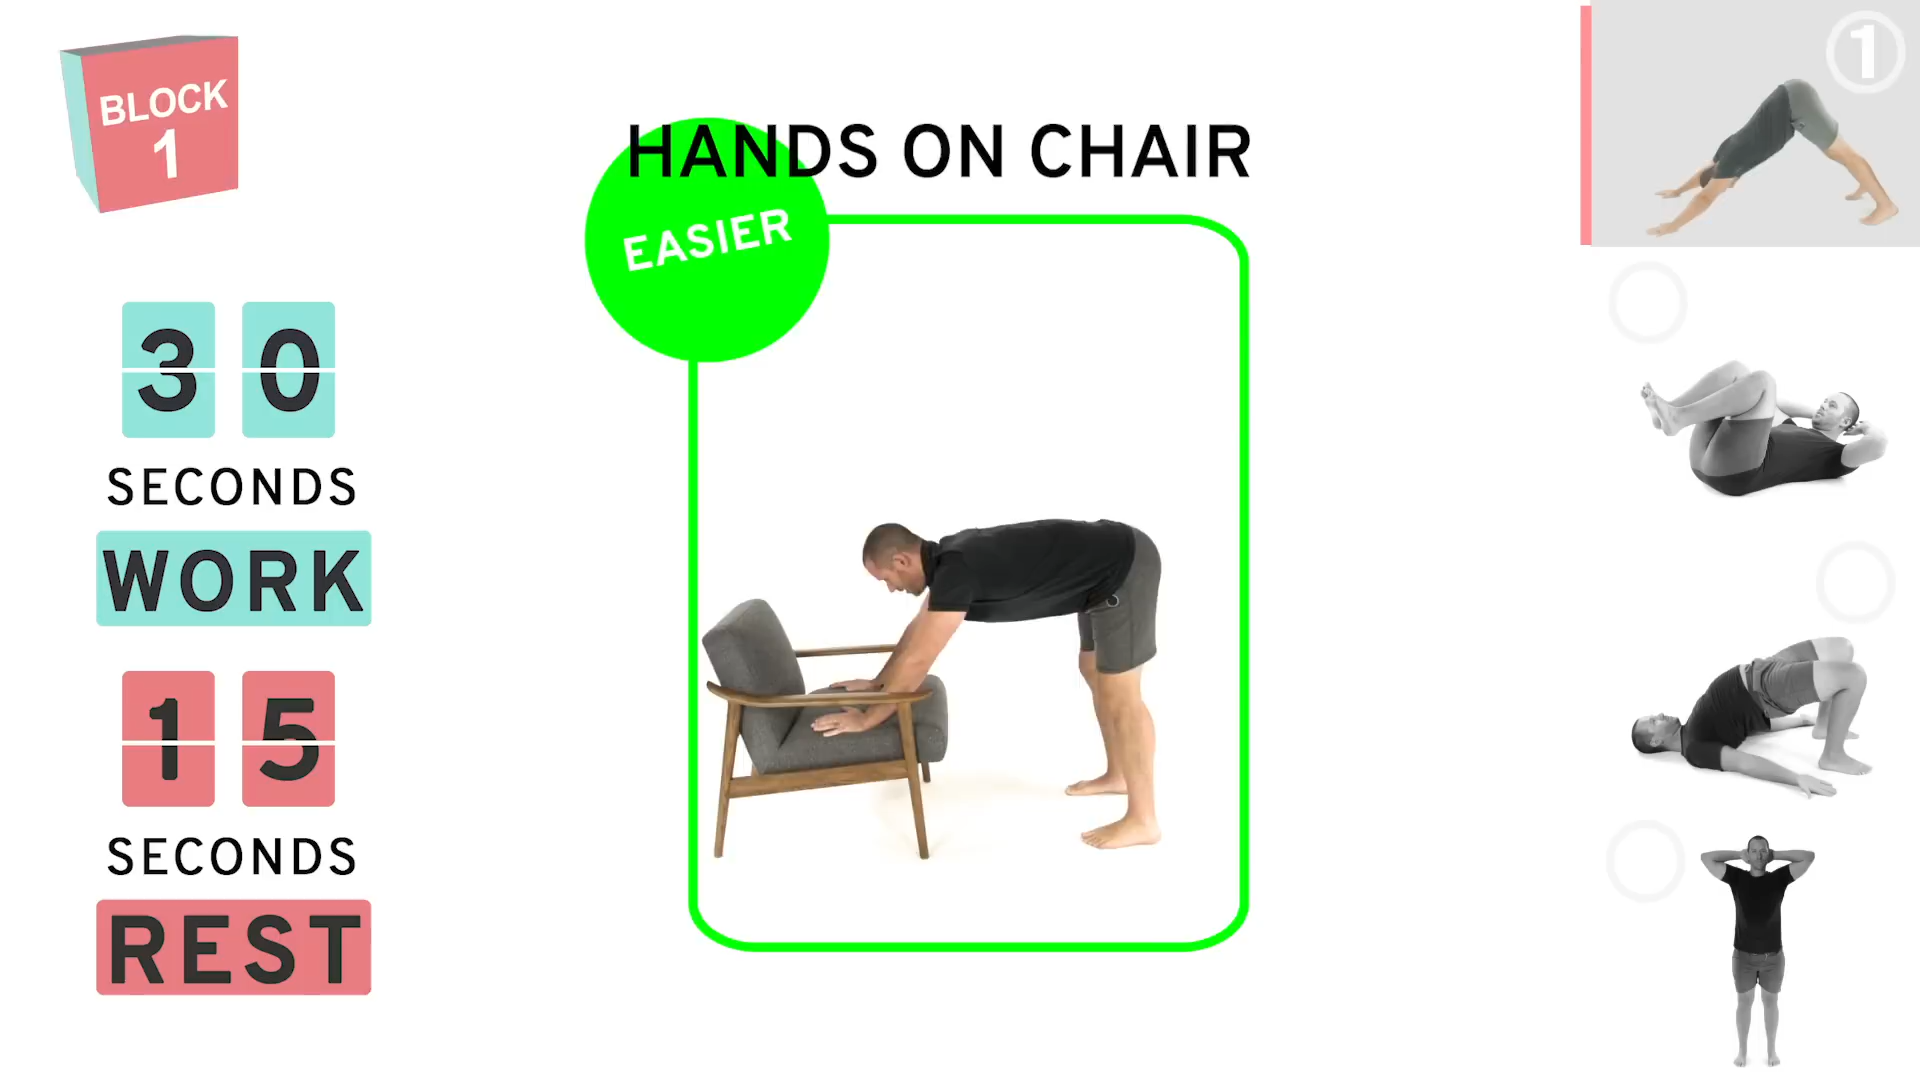 BLOCK
1
HANDS ON CHAIR
EASIER
30
SECONDS
WORK
15
SECONDS
REST
1